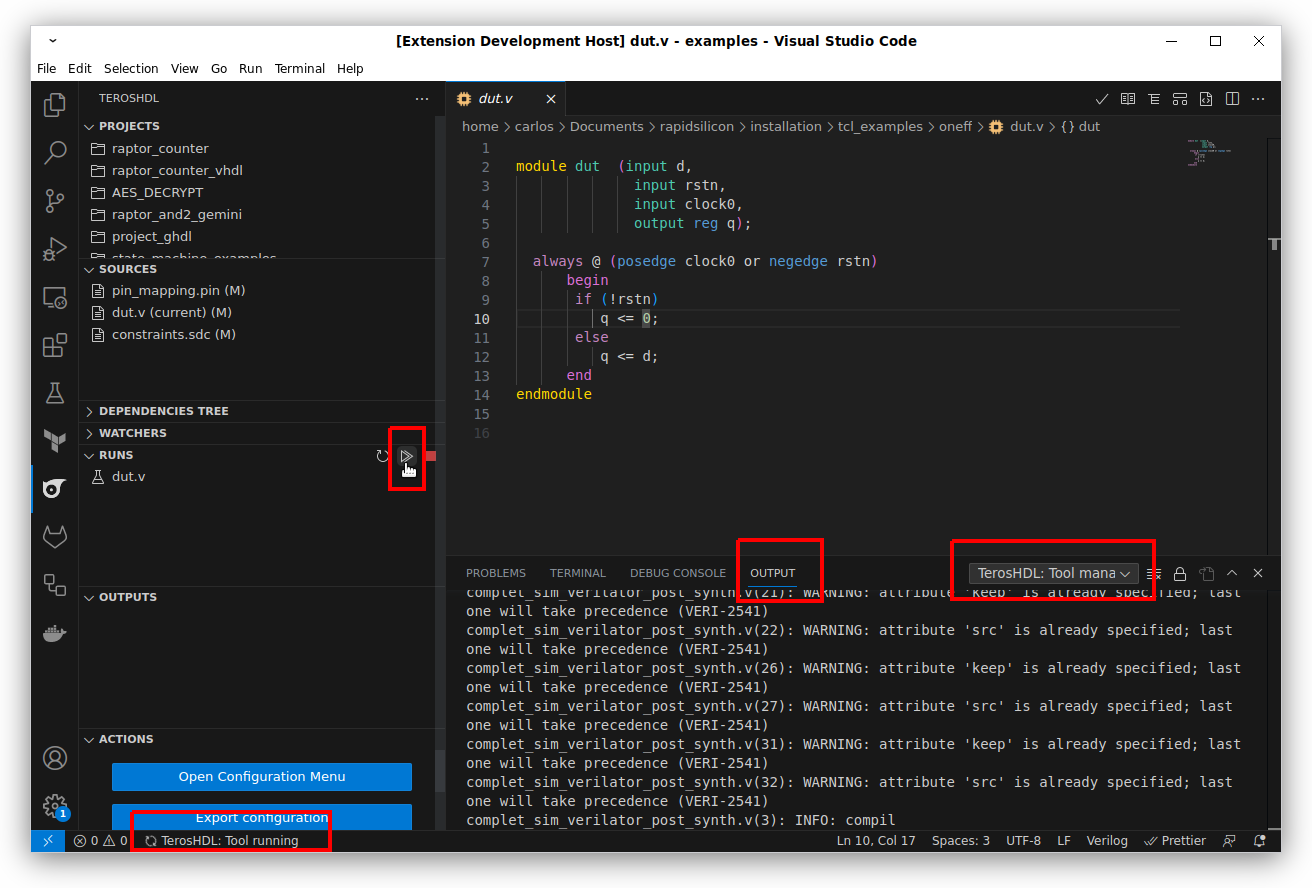 [Extension Development Host] dut.v - examples - Visual Studio Code
File Edit Selection View Go Run Terminal Help
TEROSHDL
PROJECTS
raptor_counter
raptor_counter_vhdl
AES_DECRYPT
raptor_and2_gemini
project_ghdl
state_machine_examples
SOURCES
pin_mapping.pin (M)
dut.v (current) (M)
constraints.sdc (M)
DEPENDENCIES TREE
WATCHERS
RUNS
dut.v
OUTPUTS
ACTIONS
Open Configuration Menu
Export configuration
dut.v
home > carlos > Documents > rapidsilicon > installation > tcl_examples > oneff > dut.v > {} dut
1
2 module dut (input d,
3 input rstn,
4 input clock0,
5 output reg q);
6
7 always @ (posedge clock0 or negedge rstn)
8 begin
9 if (!rstn)
10 q <= 0;
11 else
12 q <= d;
13 end
14 endmodule
15
16
PROBLEMS TERMINAL DEBUG CONSOLE OUTPUT TerosHDL: Tool mana
complet_sim_verilator_post_synth.v(21): WARNING: attribute 'keep' is already specified; last
one will take precedence (VERI-2541)
complet_sim_verilator_post_synth.v(22): WARNING: attribute 'src' is already specified; last
one will take precedence (VERI-2541)
complet_sim_verilator_post_synth.v(26): WARNING: attribute 'keep' is already specified; last
one will take precedence (VERI-2541)
complet_sim_verilator_post_synth.v(27): WARNING: attribute 'src' is already specified; last
one will take precedence (VERI-2541)
complet_sim_verilator_post_synth.v(31): WARNING: attribute 'keep' is already specified; last
one will take precedence (VERI-2541)
complet_sim_verilator_post_synth.v(32): WARNING: attribute 'src' is already specified; last
one will take precedence (VERI-2541)
complet_sim_verilator_post_synth.v(3): INFO: compil
1
0 0 TerosHDL: Tool running Ln 10, Col 17 Spaces: 3 UTF-8 LF Verilog Prettier